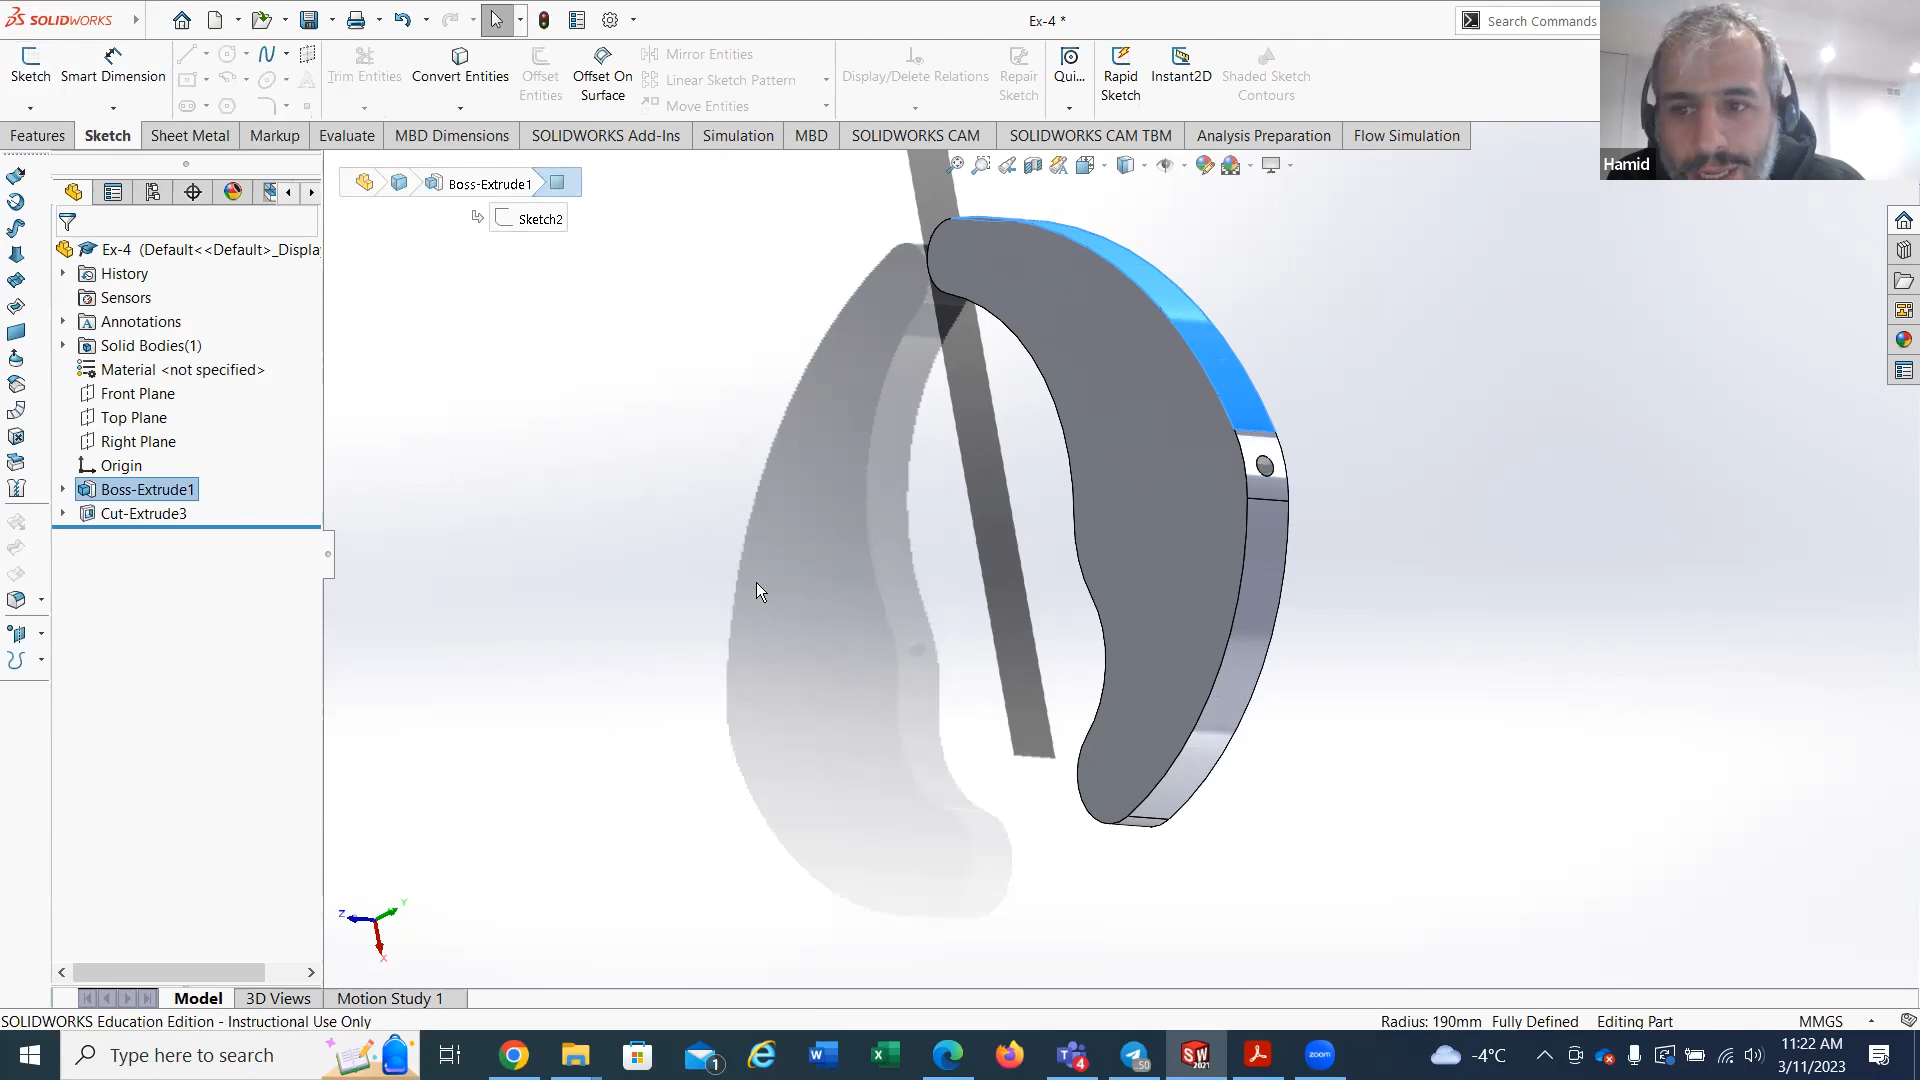 SOLIDWORKS
Ex-4 *
Search Commands
Sketch
Smart Dimension
Trim Entities
Convert Entities
Offset Entities
Offset On Surface
Mirror Entities
Linear Sketch Pattern
Move Entities
Display/Delete Relations
Repair Sketch
Qui...
Rapid Sketch
Instant2D
Shaded Sketch Contours
Hamid
Features
Sketch
Sheet Metal
Markup
Evaluate
MBD Dimensions
SOLIDWORKS Add-Ins
Simulation
MBD
SOLIDWORKS CAM
SOLIDWORKS CAM TBM
Analysis Preparation
Flow Simulation
Boss-Extrude1
Sketch2
Ex-4 (Default<<Default>_Displa
History
Sensors
Annotations
Solid Bodies(1)
Material <not specified>
Front Plane
Top Plane
Right Plane
Origin
Boss-Extrude1
Cut-Extrude3
Z
Y
X
Model
3D Views
Motion Study 1
SOLIDWORKS Education Edition - Instructional Use Only
Radius: 190mm
Fully Defined
Editing Part
MMGS
Type here to search
1
4
.50
SW
2021
zoom
-4°C
11:22 AM
3/11/2023